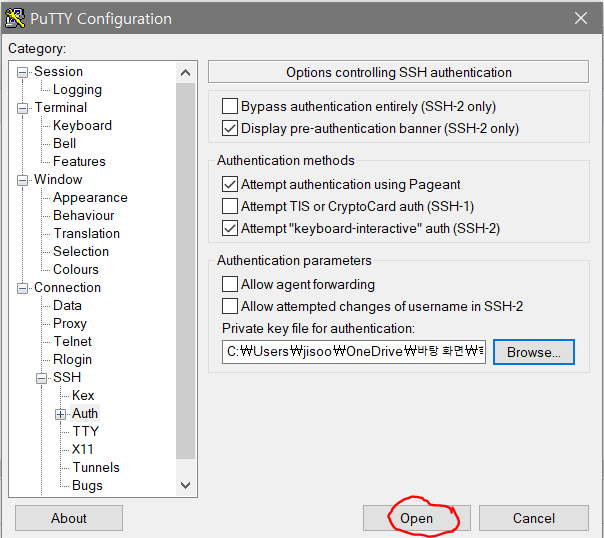 PuTTY Configuration
Category:
Session
Logging
Terminal
Keyboard
Bell
Features
Window
Appearance
Behaviour
Translation
Selection
Colours
Connection
Data
Proxy
Telnet
Rlogin
SSH
Kex
Auth
TTY
X11
Tunnels
Bugs
Options controlling SSH authentication
Bypass authentication entirely (SSH-2 only)
Display pre-authentication banner (SSH-2 only)
Authentication methods
Attempt authentication using Pageant
Attempt TIS or CryptoCard auth (SSH-1)
Attempt "keyboard-interactive" auth (SSH-2)
Authentication parameters
Allow agent forwarding
Allow attempted changes of username in SSH-2
Private key file for authentication:
C:₩Users₩jisoo₩OneDrive₩바탕 화면₩
Browse...
About
Open
Cancel